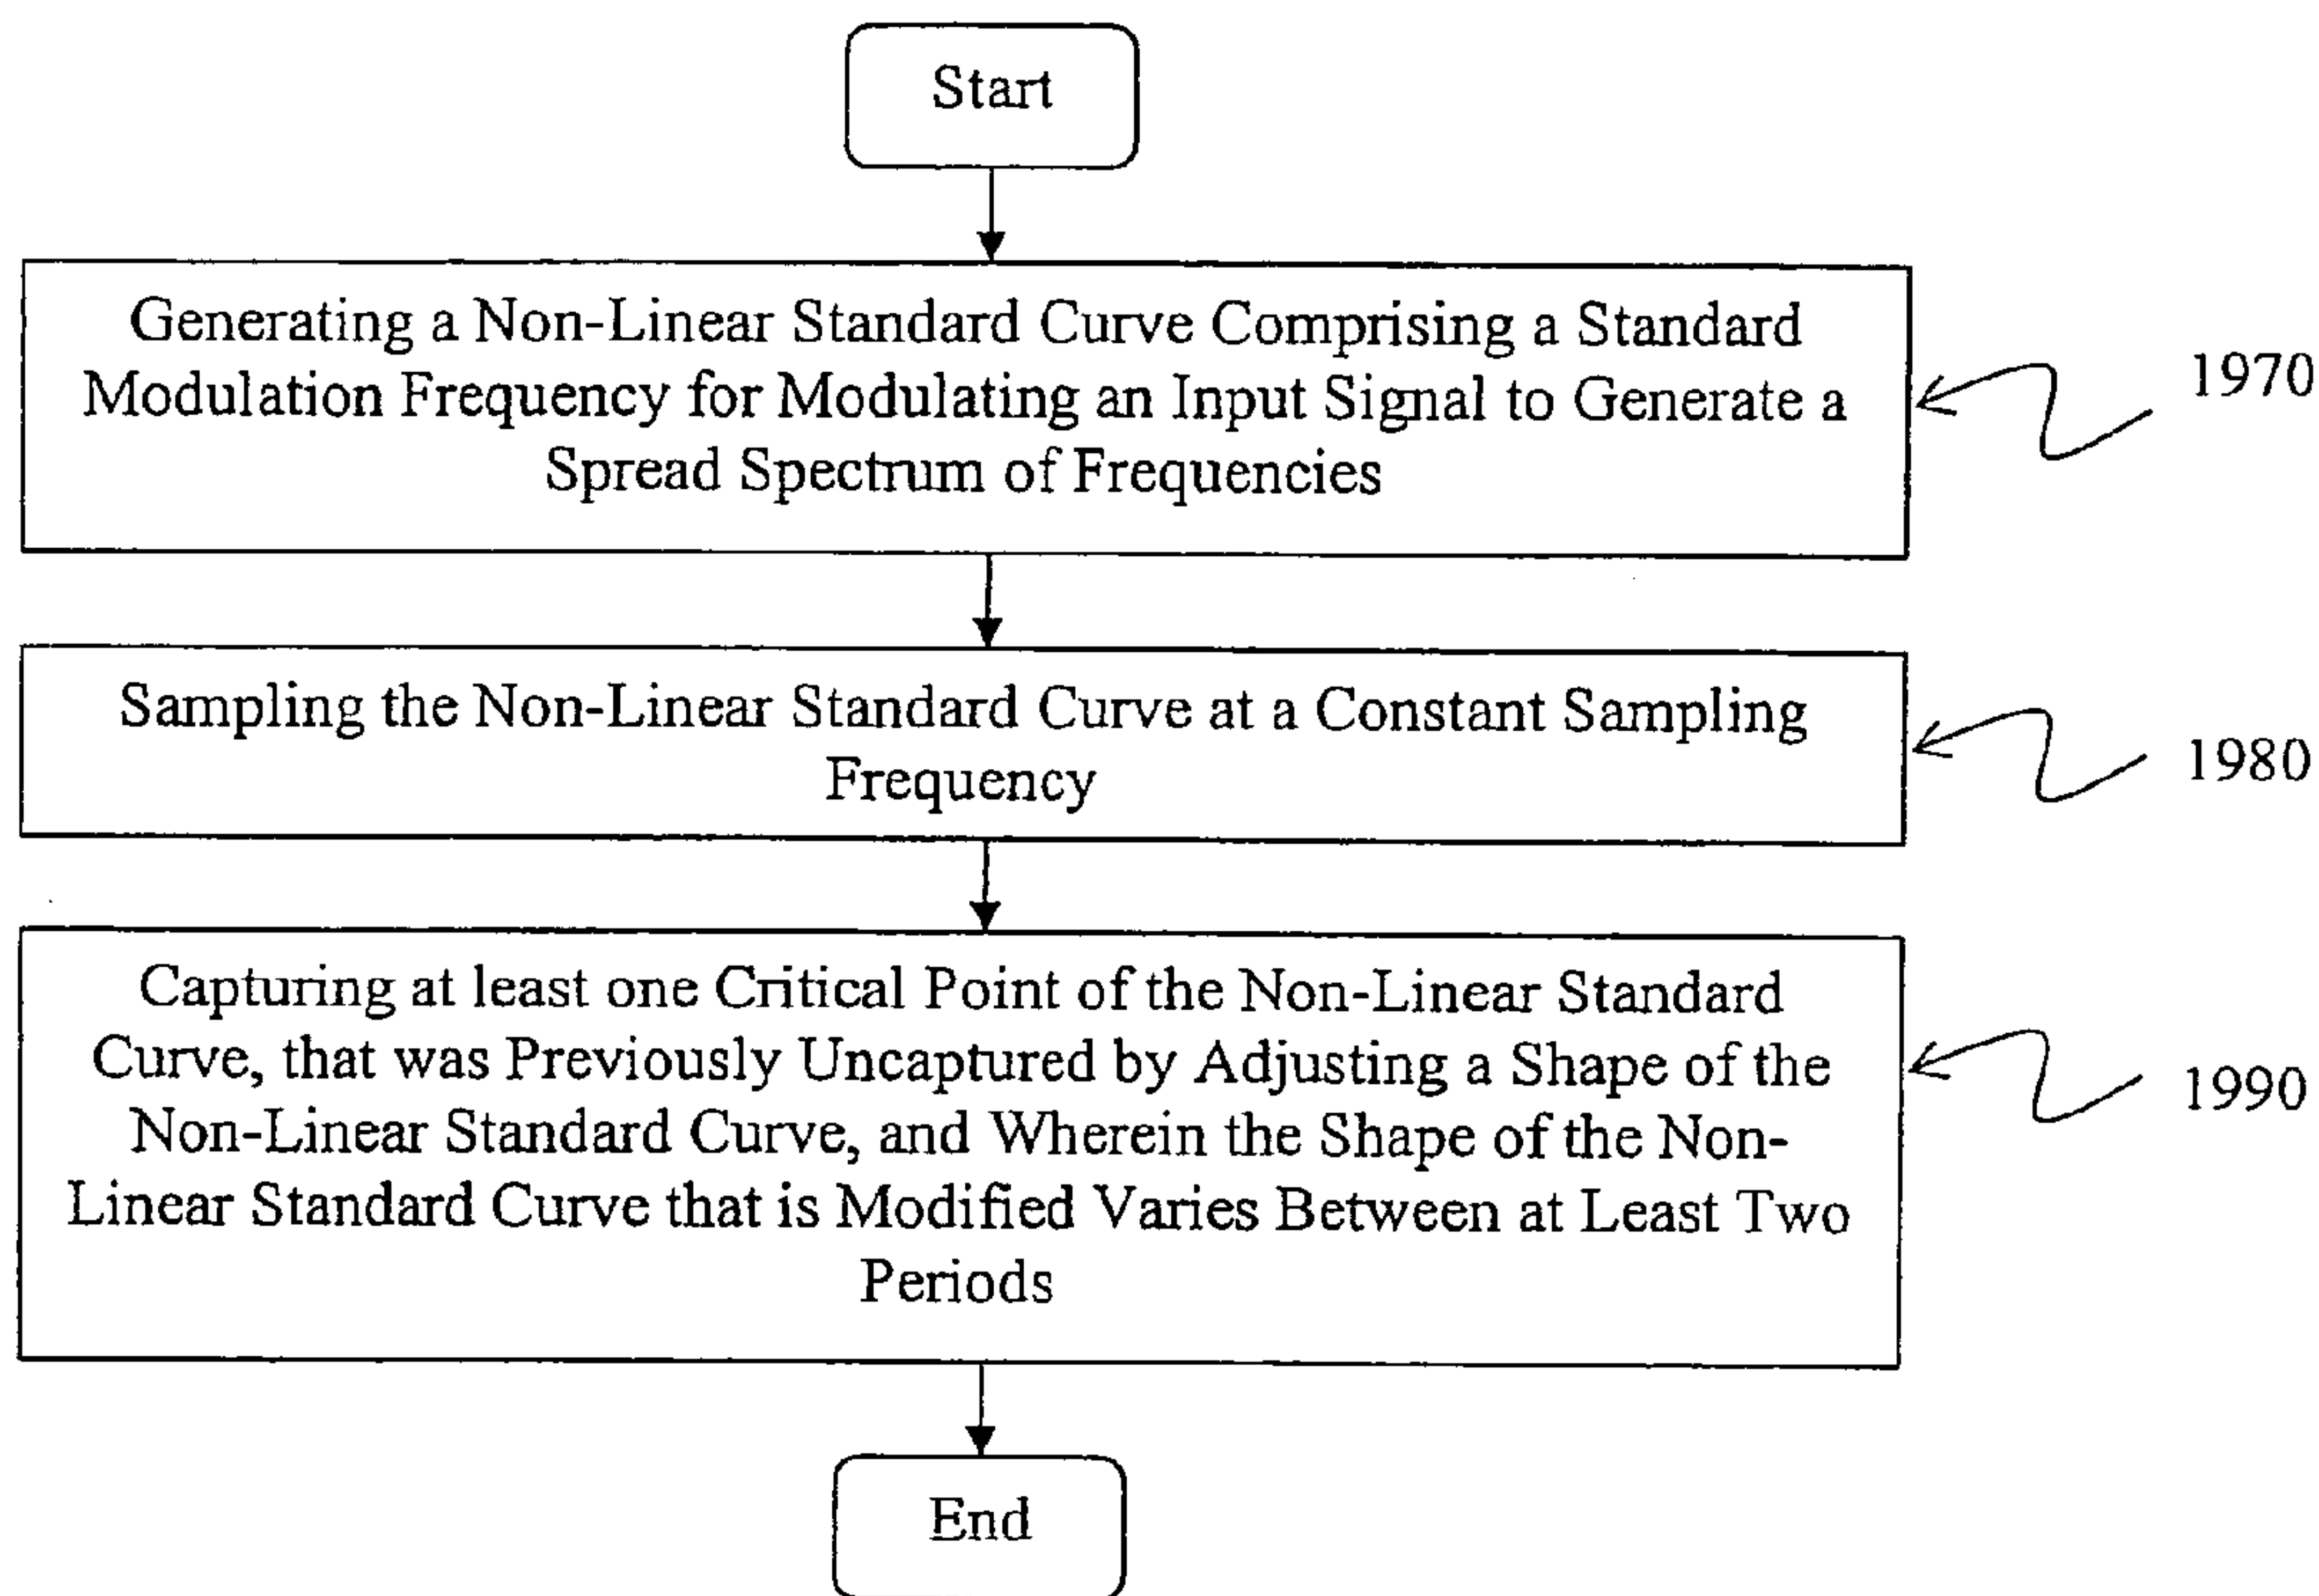 Start
Generating a Non-Linear Standard Curve Comprising a Standard
Modulation Frequency for Modulating an Input Signal to Generate a
Spread Spectrum of Frequencies
1970
Sampling the Non-Linear Standard Curve at a Constant Sampling
Frequency
1980
Capturing at least one Critical Point of the Non-Linear Standard
Curve, that was Previously Uncaptured by Adjusting a Shape of the
Non-Linear Standard Curve, and Wherein the Shape of the Non-
Linear Standard Curve that is Modified Varies Between at Least Two
Periods
1990
End